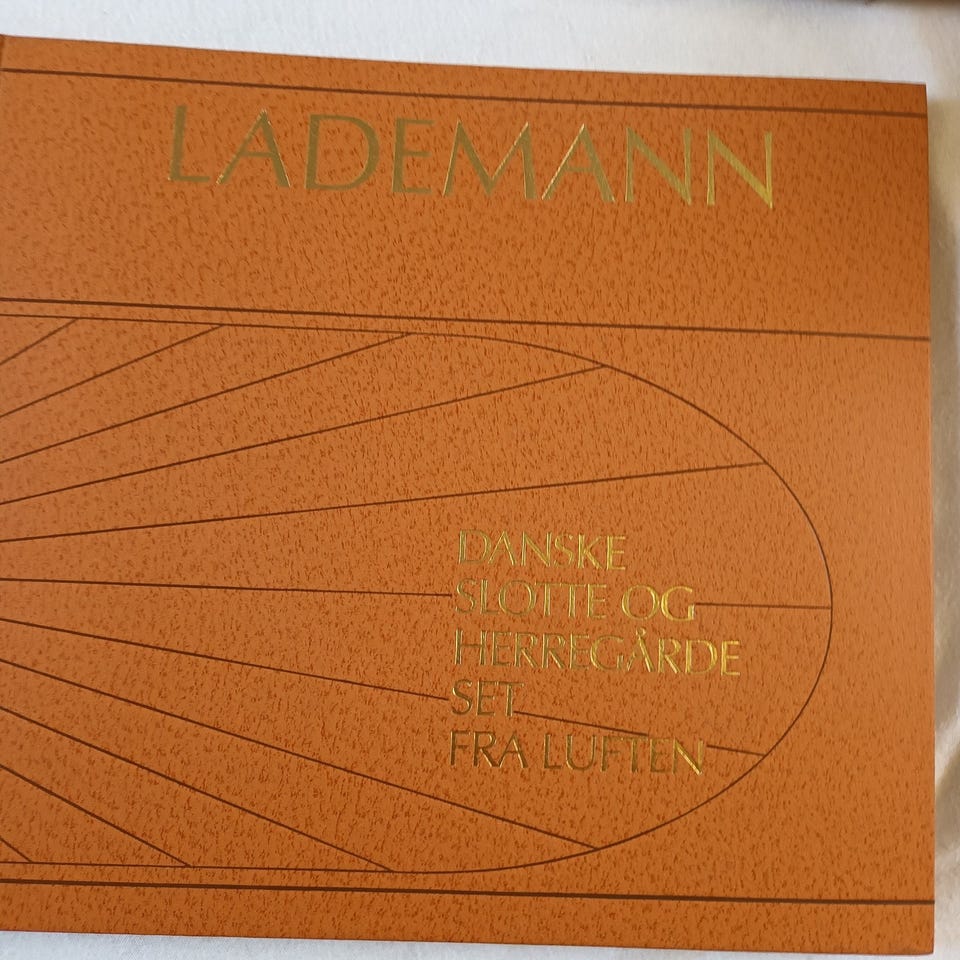 LADEMANN
DANSKE
SLOTTE OG
HERREGÅRDE
SET
FRA LUFTEN